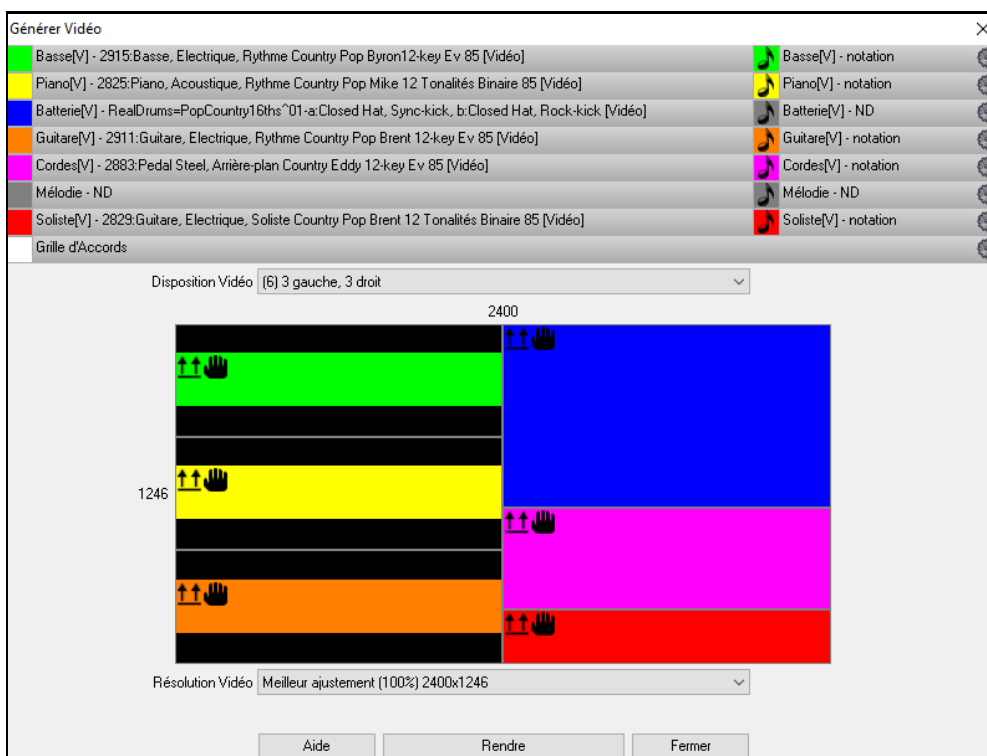 Générer Vidéo
Basse[V] - 2915:Basse, Electrique, Rythme Country Pop Byron12-key Ev 85 [Vidéo] Basse[V] - notation
Piano[V] - 2825:Piano, Acoustique, Rythme Country Pop Mike 12 Tonalités Binaire 85 [Vidéo] Piano[V] - notation
Batterie[V] - RealDrums=PopCountry16ths^01-a:Closed Hat, Sync-kick, b:Closed Hat, Rock-kick [Vidéo] Batterie[V] - ND
Guitare[V] - 2911:Guitare, Electrique, Rythme Country Pop Brent 12-key Ev 85 [Vidéo] Guitare[V] - notation
Cordes[V] - 2883:Pedal Steel, Arrière-plan Country Eddy 12-key Ev 85 [Vidéo] Cordes[V] - notation
Mélodie - ND Mélodie - ND
Soliste[V] - 2829:Guitare, Electrique, Soliste Country Pop Brent 12 Tonalités Binaire 85 [Vidéo] Soliste[V] - notation
Grille d'Accords
Disposition Vidéo (6) 3 gauche, 3 droit
2400
1246
Résolution Vidéo Meilleur ajustement (100%) 2400x1246
Aide Rendre Fermer